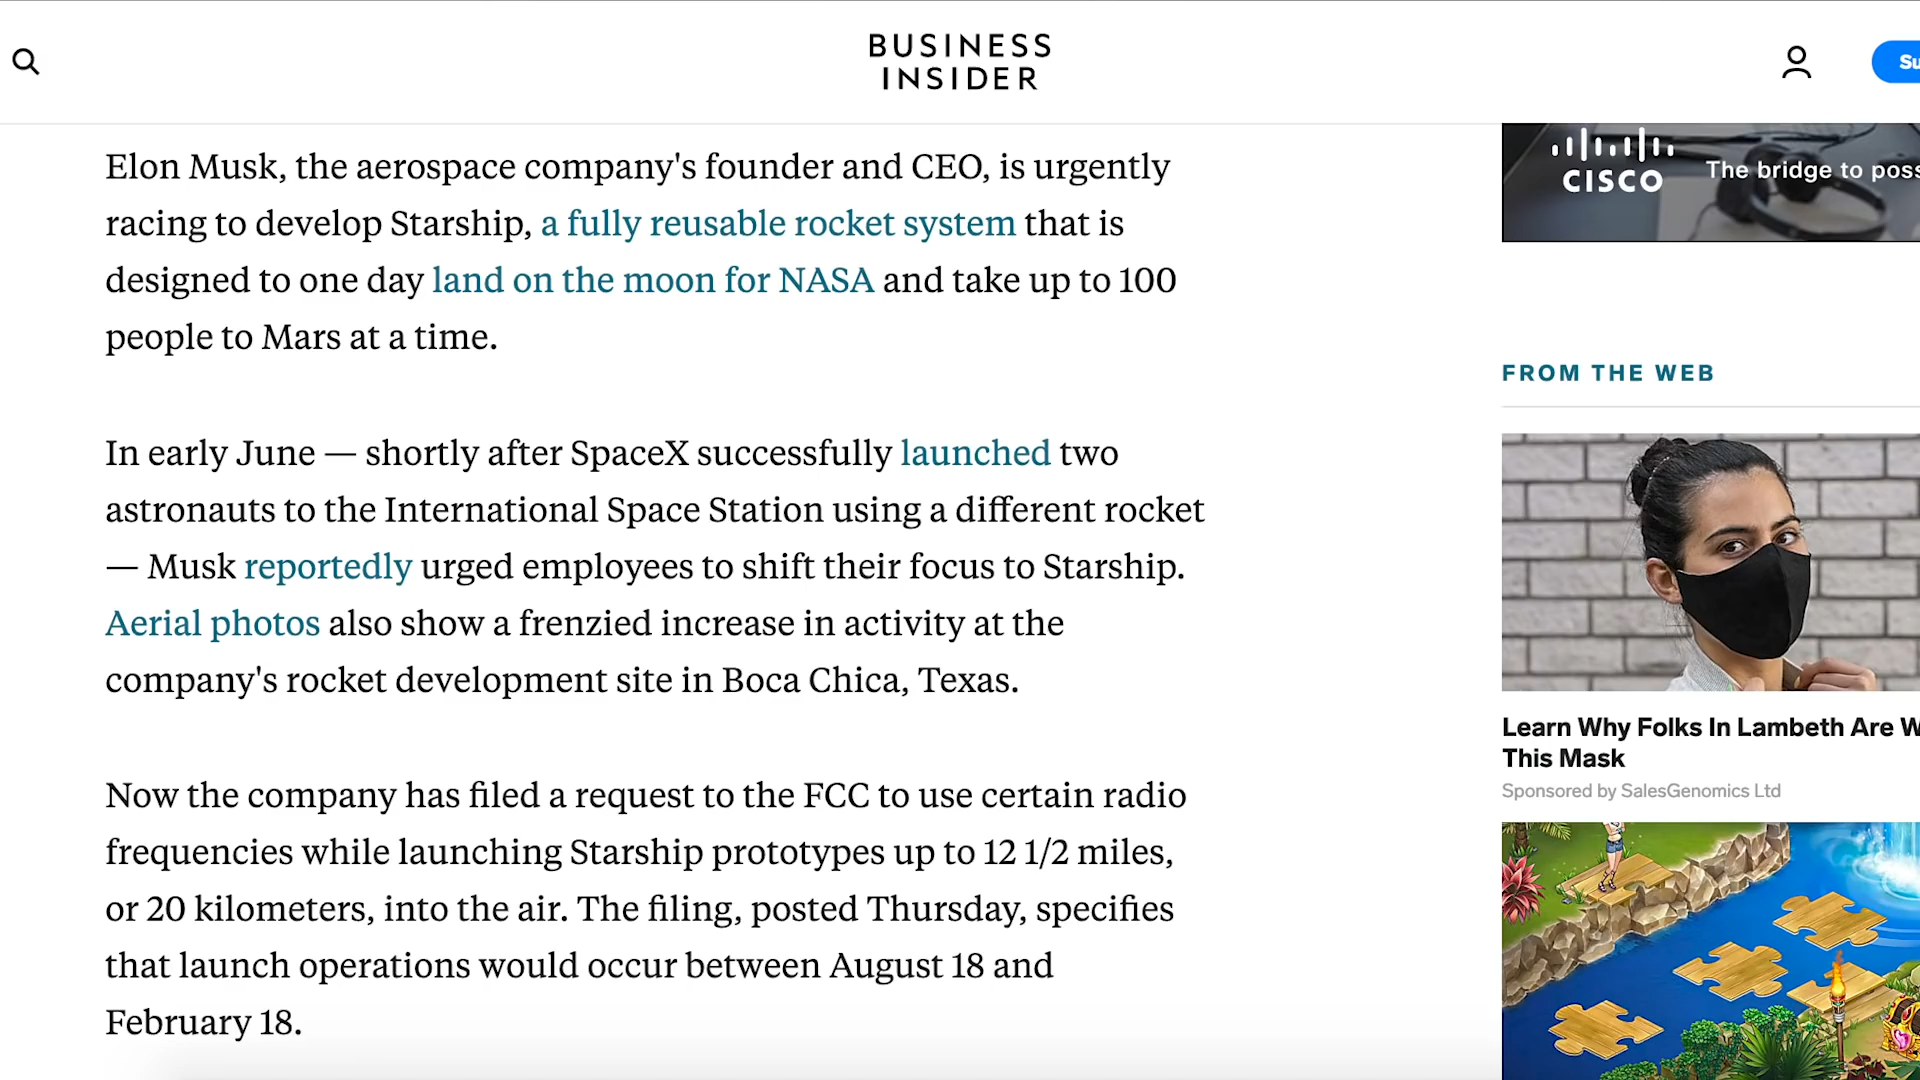 BUSINESS
INSIDER
Su
Elon Musk, the aerospace company's founder and CEO, is urgently
racing to develop Starship, a fully reusable rocket system that is
designed to one day land on the moon for NASA and take up to 100
people to Mars at a time.
In early June — shortly after SpaceX successfully launched two
astronauts to the International Space Station using a different rocket
— Musk reportedly urged employees to shift their focus to Starship.
Aerial photos also show a frenzied increase in activity at the
company's rocket development site in Boca Chica, Texas.
Now the company has filed a request to the FCC to use certain radio
frequencies while launching Starship prototypes up to 12 1/2 miles,
or 20 kilometers, into the air. The filing, posted Thursday, specifies
that launch operations would occur between August 18 and
February 18.
CISCO
The bridge to poss
FROM THE WEB
Learn Why Folks In Lambeth Are W
This Mask
Sponsored by SalesGenomics Ltd